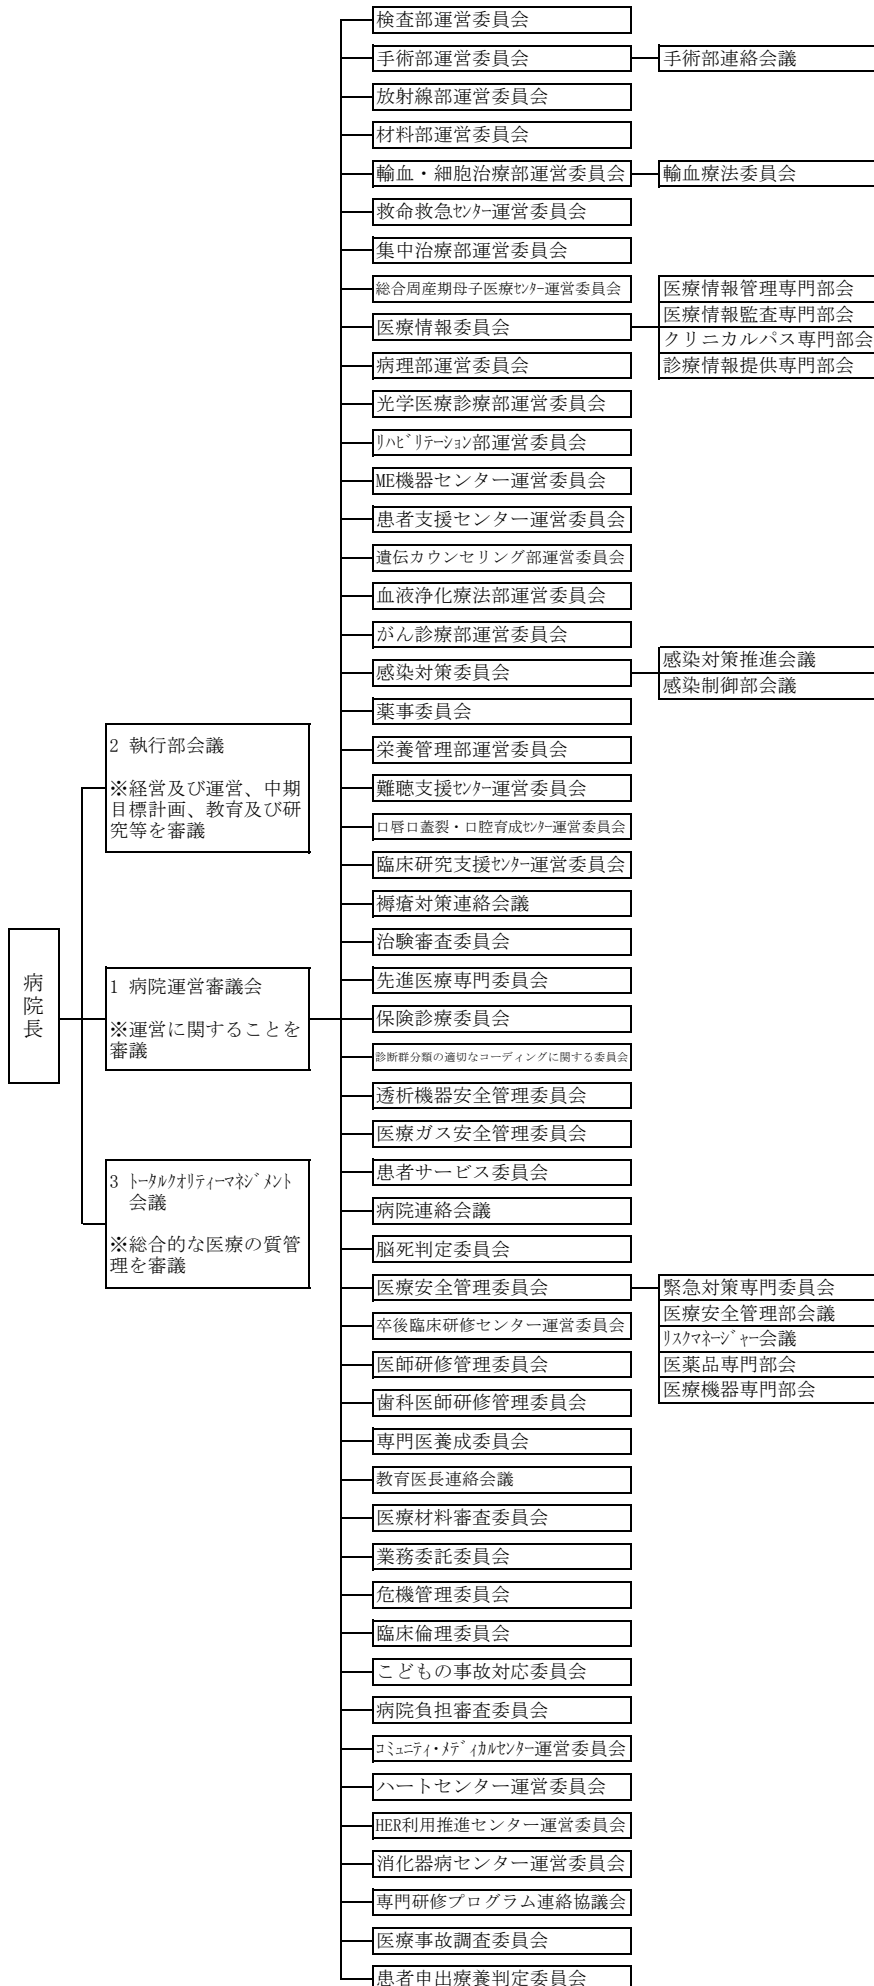 病院長
2 執行部会議
※経営及び運営、中期
目標計画、教育及び研
究等を審議
1 病院運営審議会
※運営に関することを
審議
3 トータルクオリティーマネジメント
会議
※総合的な医療の質管
理を審議
検査部運営委員会
手術部運営委員会
手術部連絡会議
放射線部運営委員会
材料部運営委員会
輸血・細胞治療部運営委員会
輸血療法委員会
救命救急センター運営委員会
集中治療部運営委員会
総合周産期母子医療センター運営委員会
医療情報委員会
医療情報管理専門部会
医療情報監査専門部会
クリニカルパス専門部会
診療情報提供専門部会
病理部運営委員会
光学医療診療部運営委員会
リハビリテーション部運営委員会
ME機器センター運営委員会
患者支援センター運営委員会
遺伝カウンセリング部運営委員会
血液浄化療法部運営委員会
がん診療部運営委員会
感染対策委員会
感染対策推進会議
感染制御部会議
薬事委員会
栄養管理部運営委員会
難聴支援センター運営委員会
口唇口蓋裂・口腔育成センター運営委員会
臨床研究支援センター運営委員会
褥瘡対策連絡会議
治験審査委員会
先進医療専門委員会
保険診療委員会
診断群分類の適切なコーディングに関する委員会
透析機器安全管理委員会
医療ガス安全管理委員会
患者サービス委員会
病院連絡会議
脳死判定委員会
医療安全管理委員会
緊急対策専門委員会
医療安全管理部会議
リスクマネージャー会議
医薬品専門部会
医療機器専門部会
卒後臨床研修センター運営委員会
医師研修管理委員会
歯科医師研修管理委員会
専門医養成委員会
教育医長連絡会議
医療材料審査委員会
業務委託委員会
危機管理委員会
臨床倫理委員会
こどもの事故対応委員会
病院負担審査委員会
コミュニティ・メディカルセンター運営委員会
ハートセンター運営委員会
HER利用推進センター運営委員会
消化器病センター運営委員会
専門研修プログラム連絡協議会
医療事故調査委員会
患者申出療養判定委員会